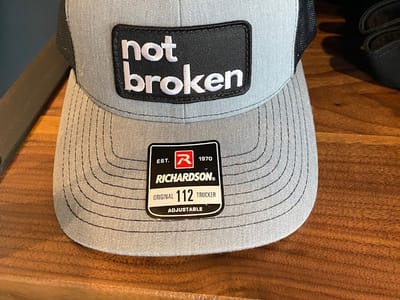 not
broken
EST. R 1970
RICHARDSON®
ORIGINAL 112 TRUCKER
ADJUSTABLE